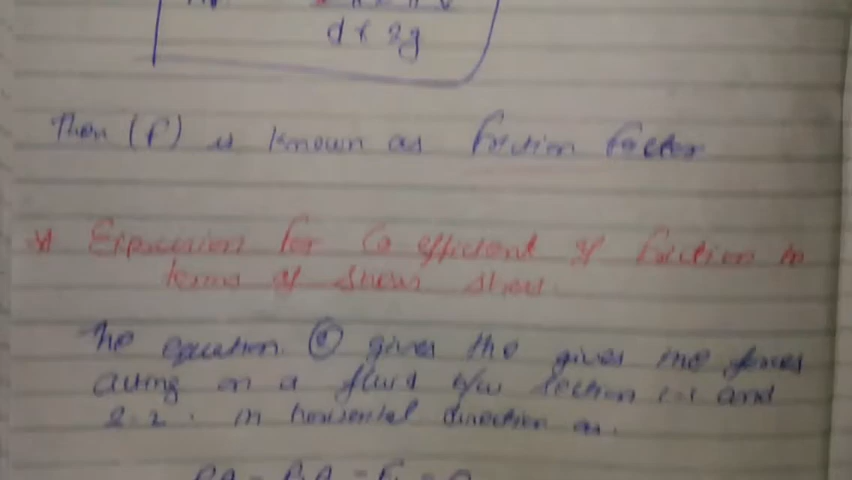 d x 2g
Then (f) is known as friction factor
Expression for Co efficient of friction in
terms of shear stress.
The equation ② gives the gives the forces
acting on a fluid b/w section 1-1 and
2-2. in horizontal direction as.